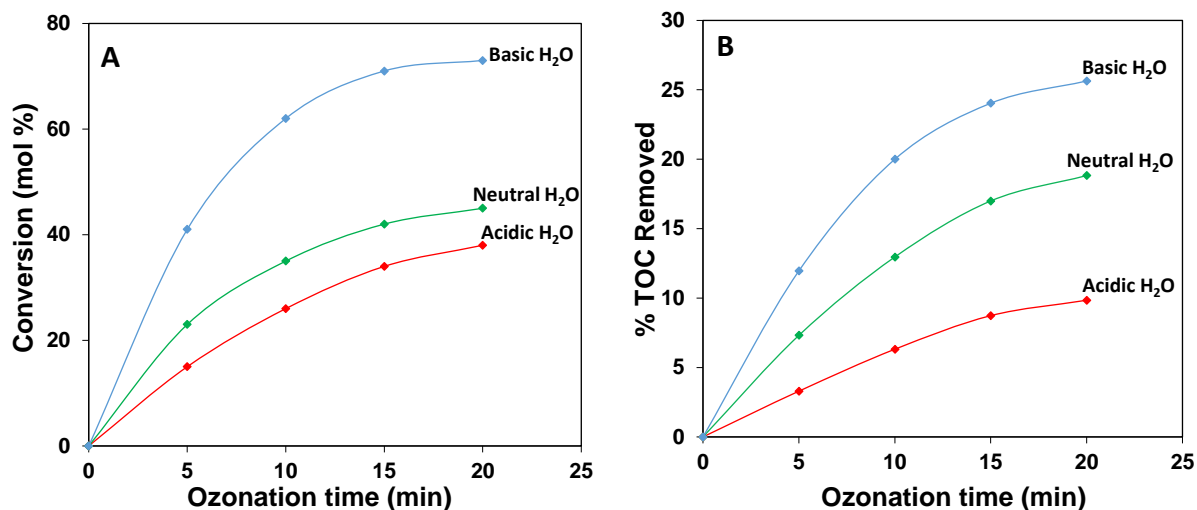 A
Conversion (mol %)
80
60
40
20
0
Basic H₂O
Neutral H₂O
Acidic H₂O
0 5 10 15 20 25
Ozonation time (min)
B
% TOC Removed
30
25
20
15
10
5
0
Basic H₂O
Neutral H₂O
Acidic H₂O
0 5 10 15 20 25
Ozonation time (min)